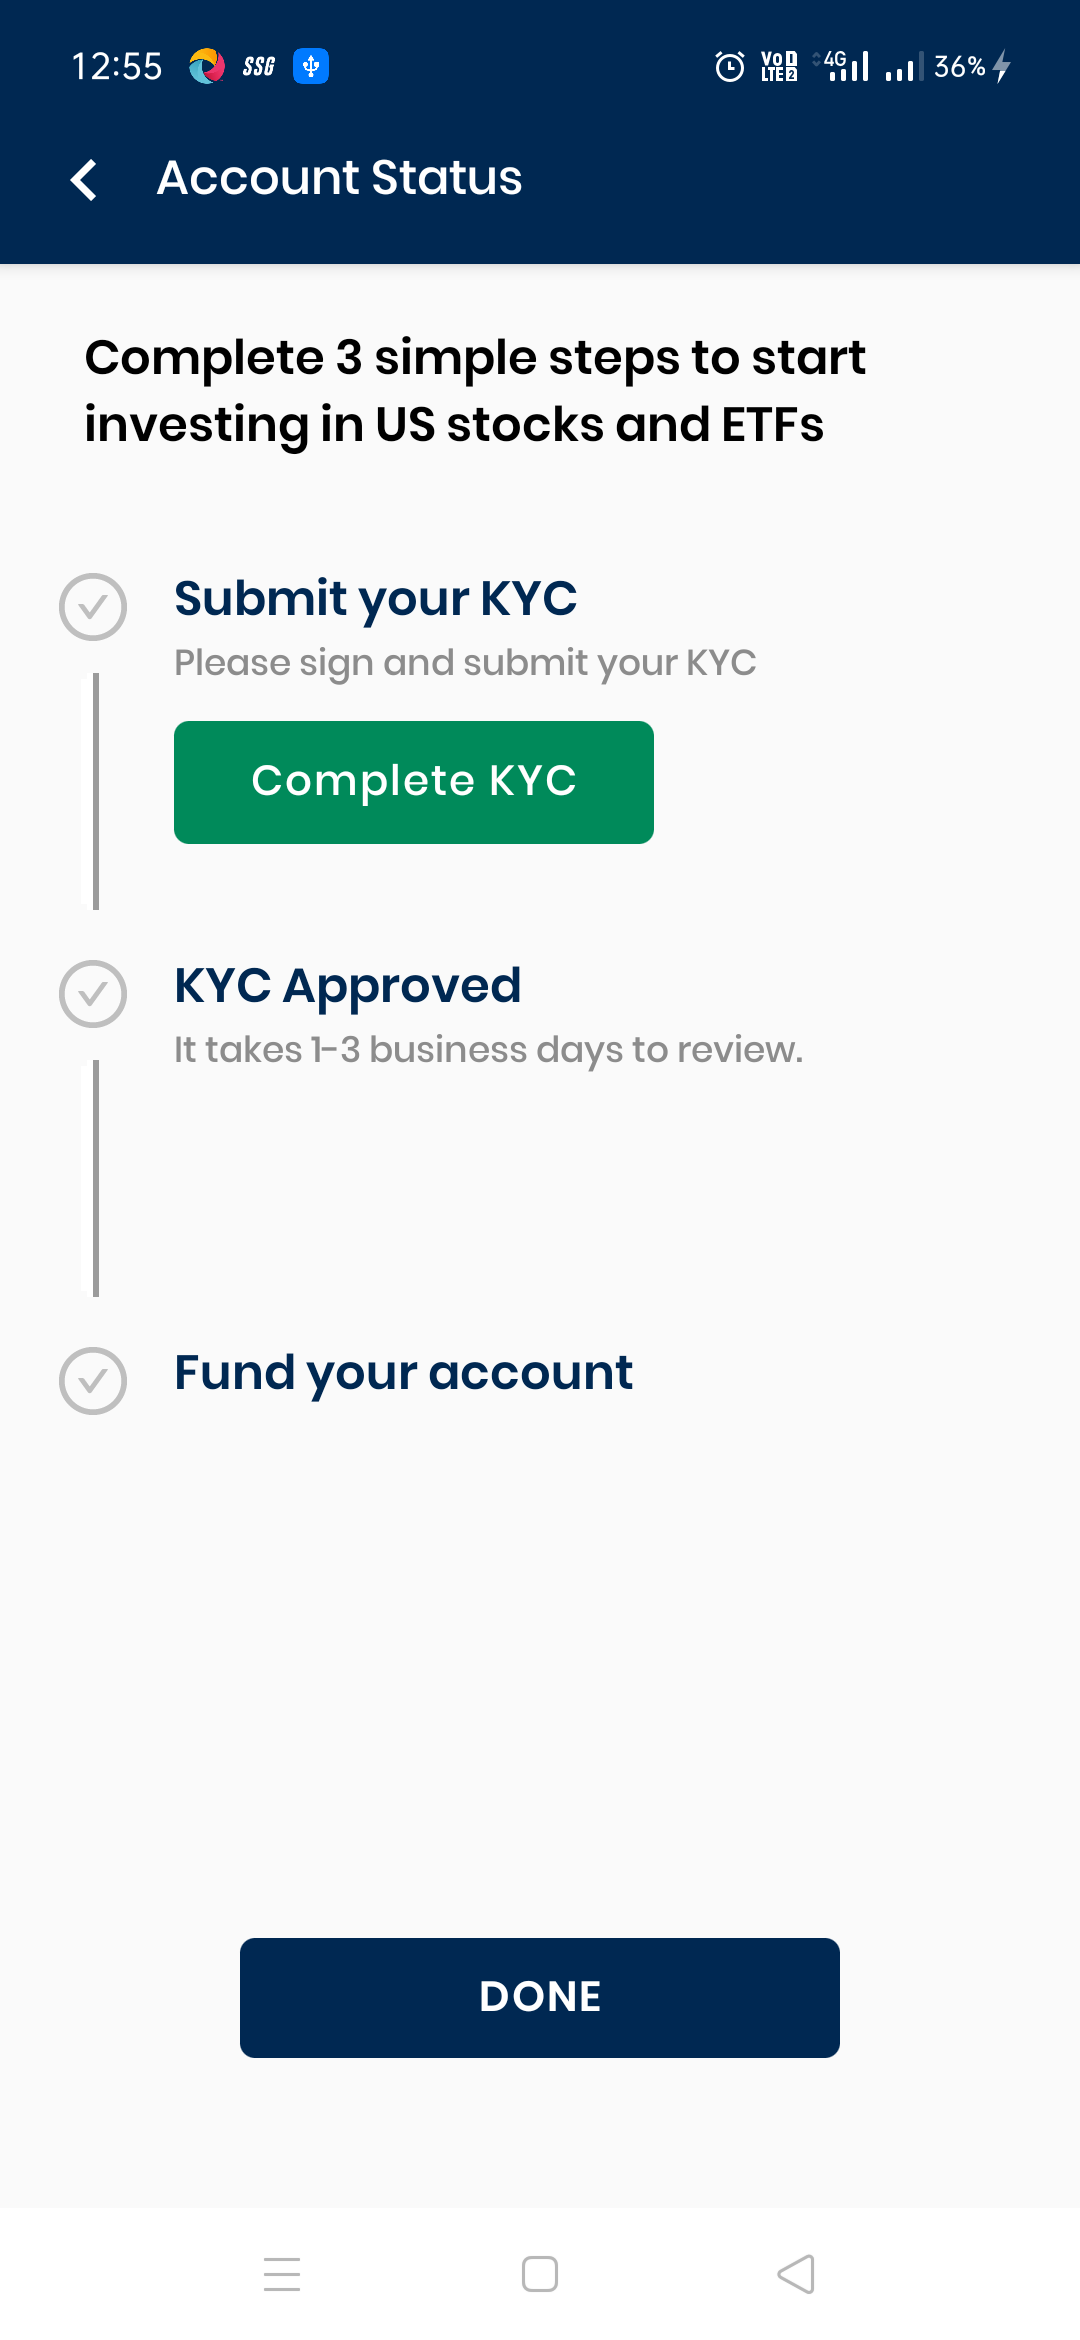 12:55 SSG VoD LTE2 4G 36%
Account Status
Complete 3 simple steps to start
investing in US stocks and ETFs
Submit your KYC
Please sign and submit your KYC
Complete KYC
KYC Approved
It takes 1-3 business days to review.
Fund your account
DONE